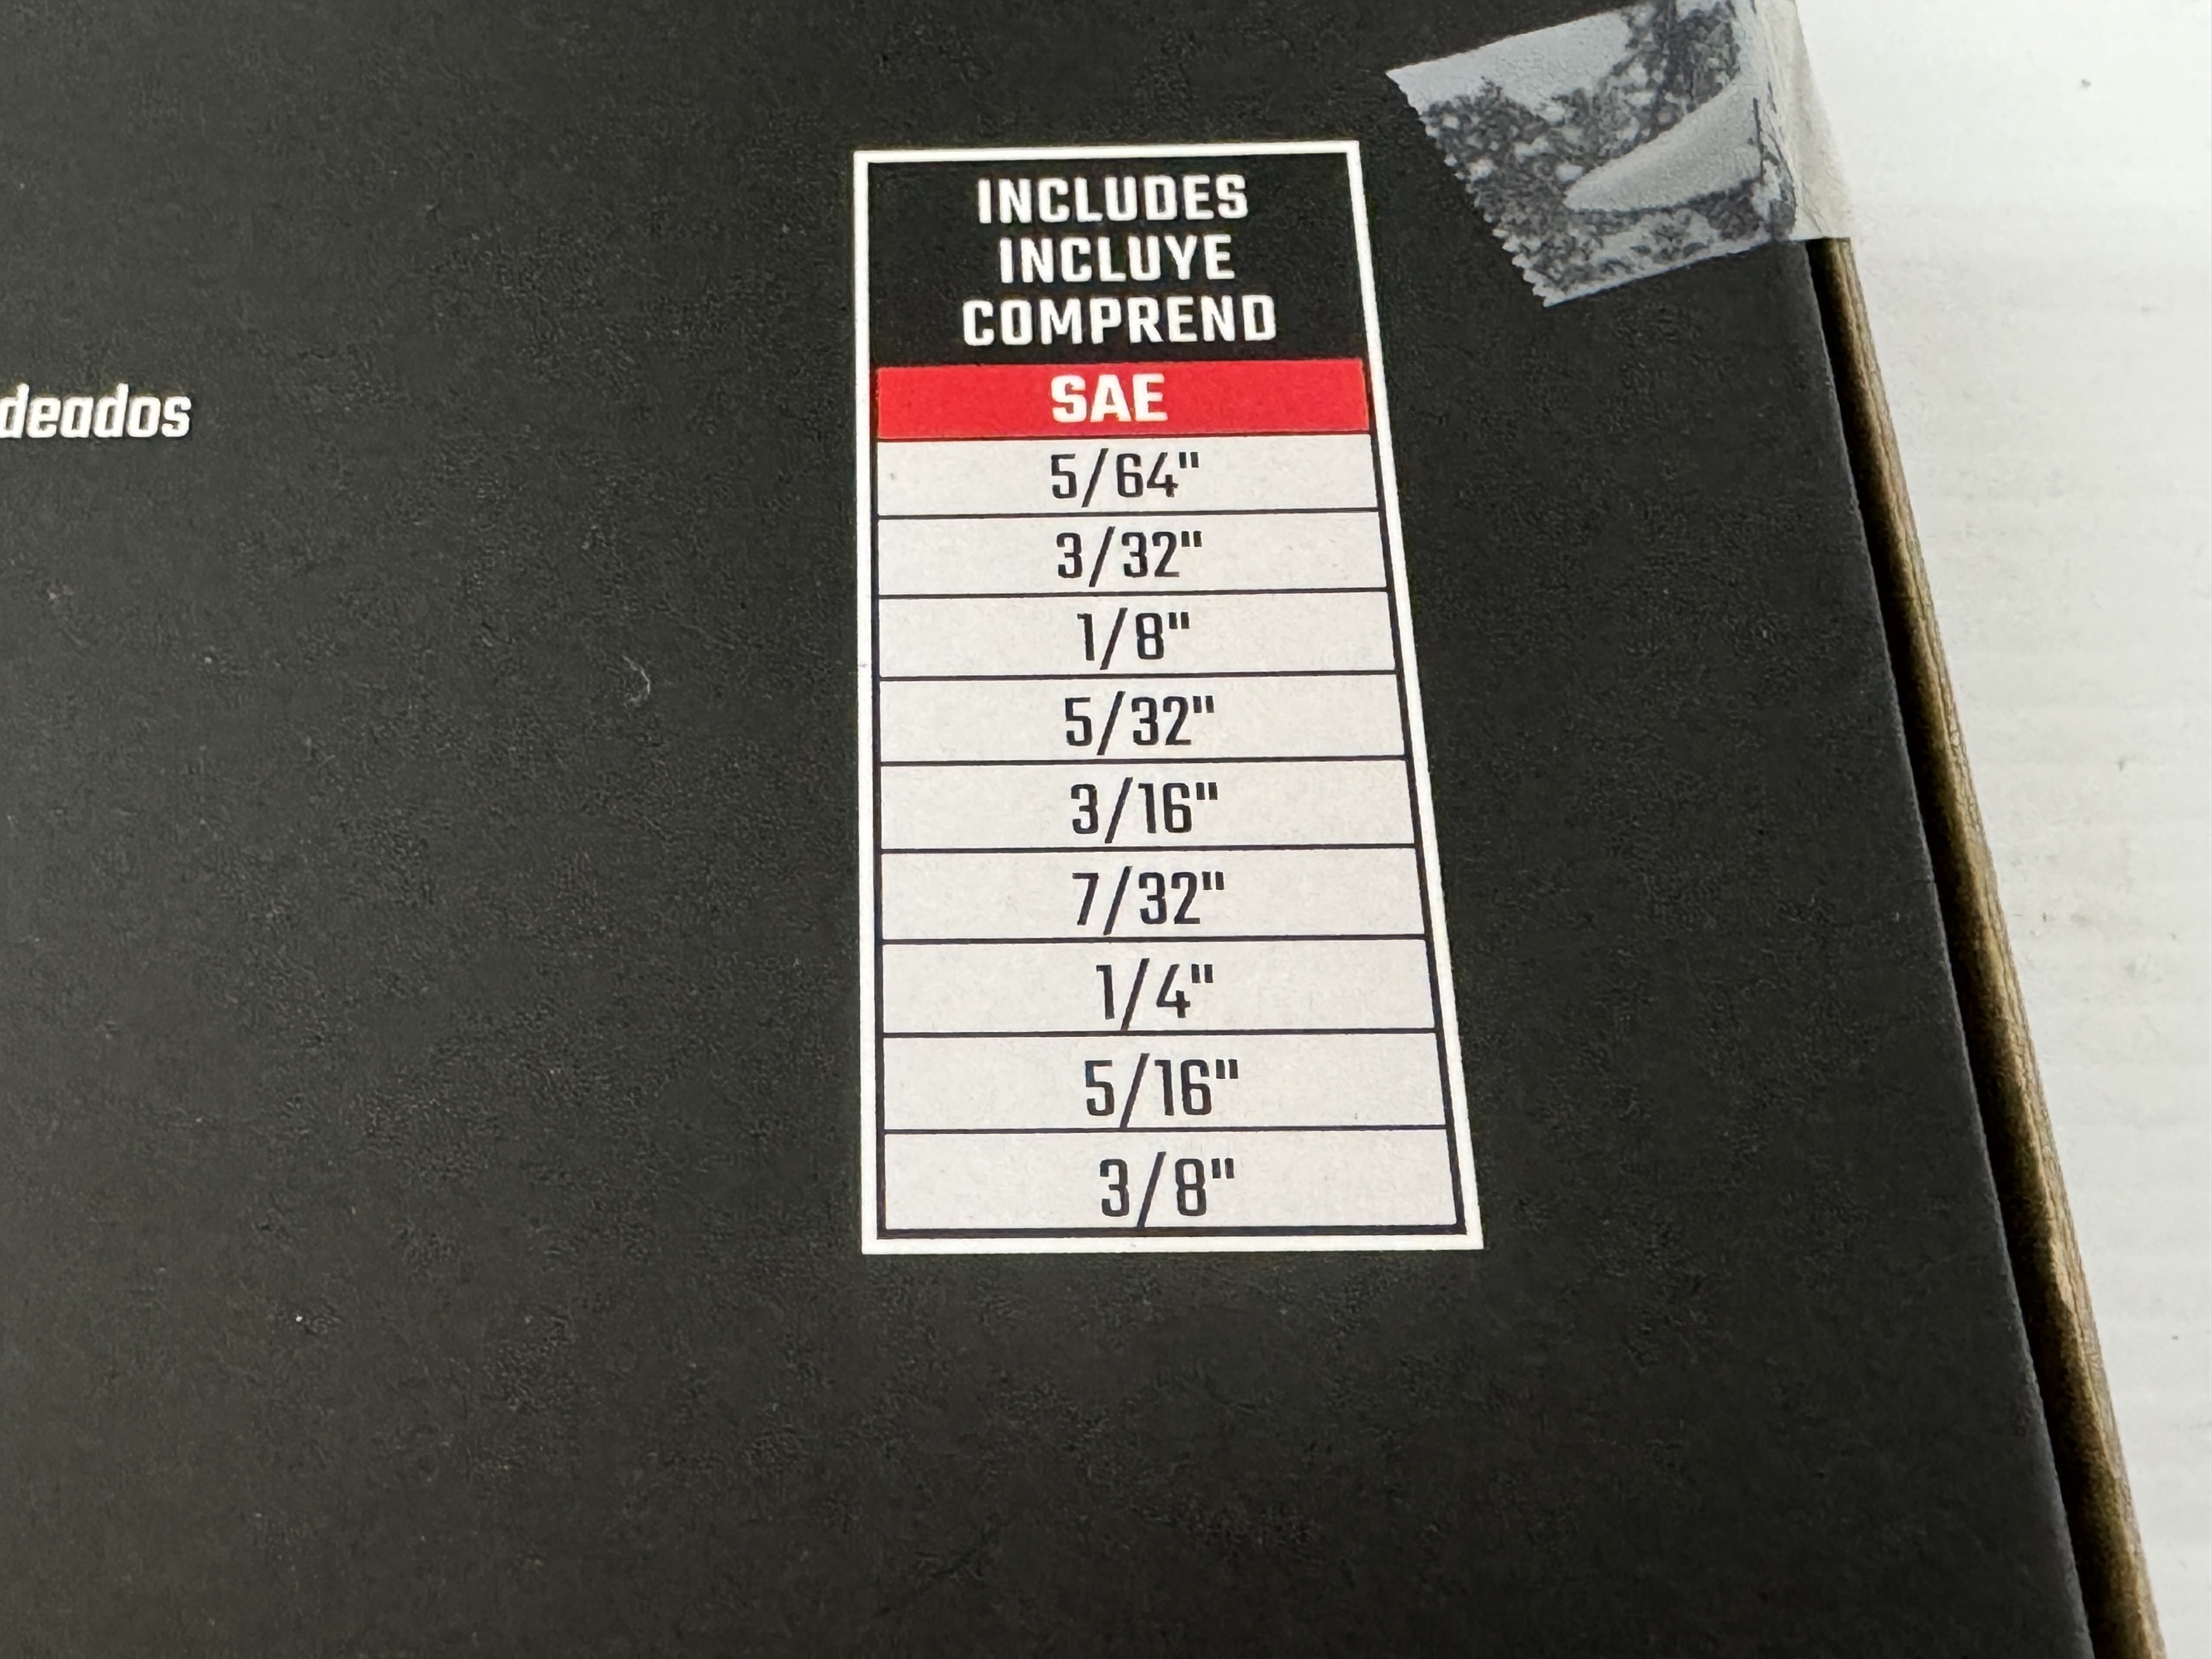 INCLUDES
INCLUYE
COMPREND
SAE
deados
5/64"
3/32"
1/8"
5/32"
3/16"
7/32"
1/4"
5/16"
3/8"